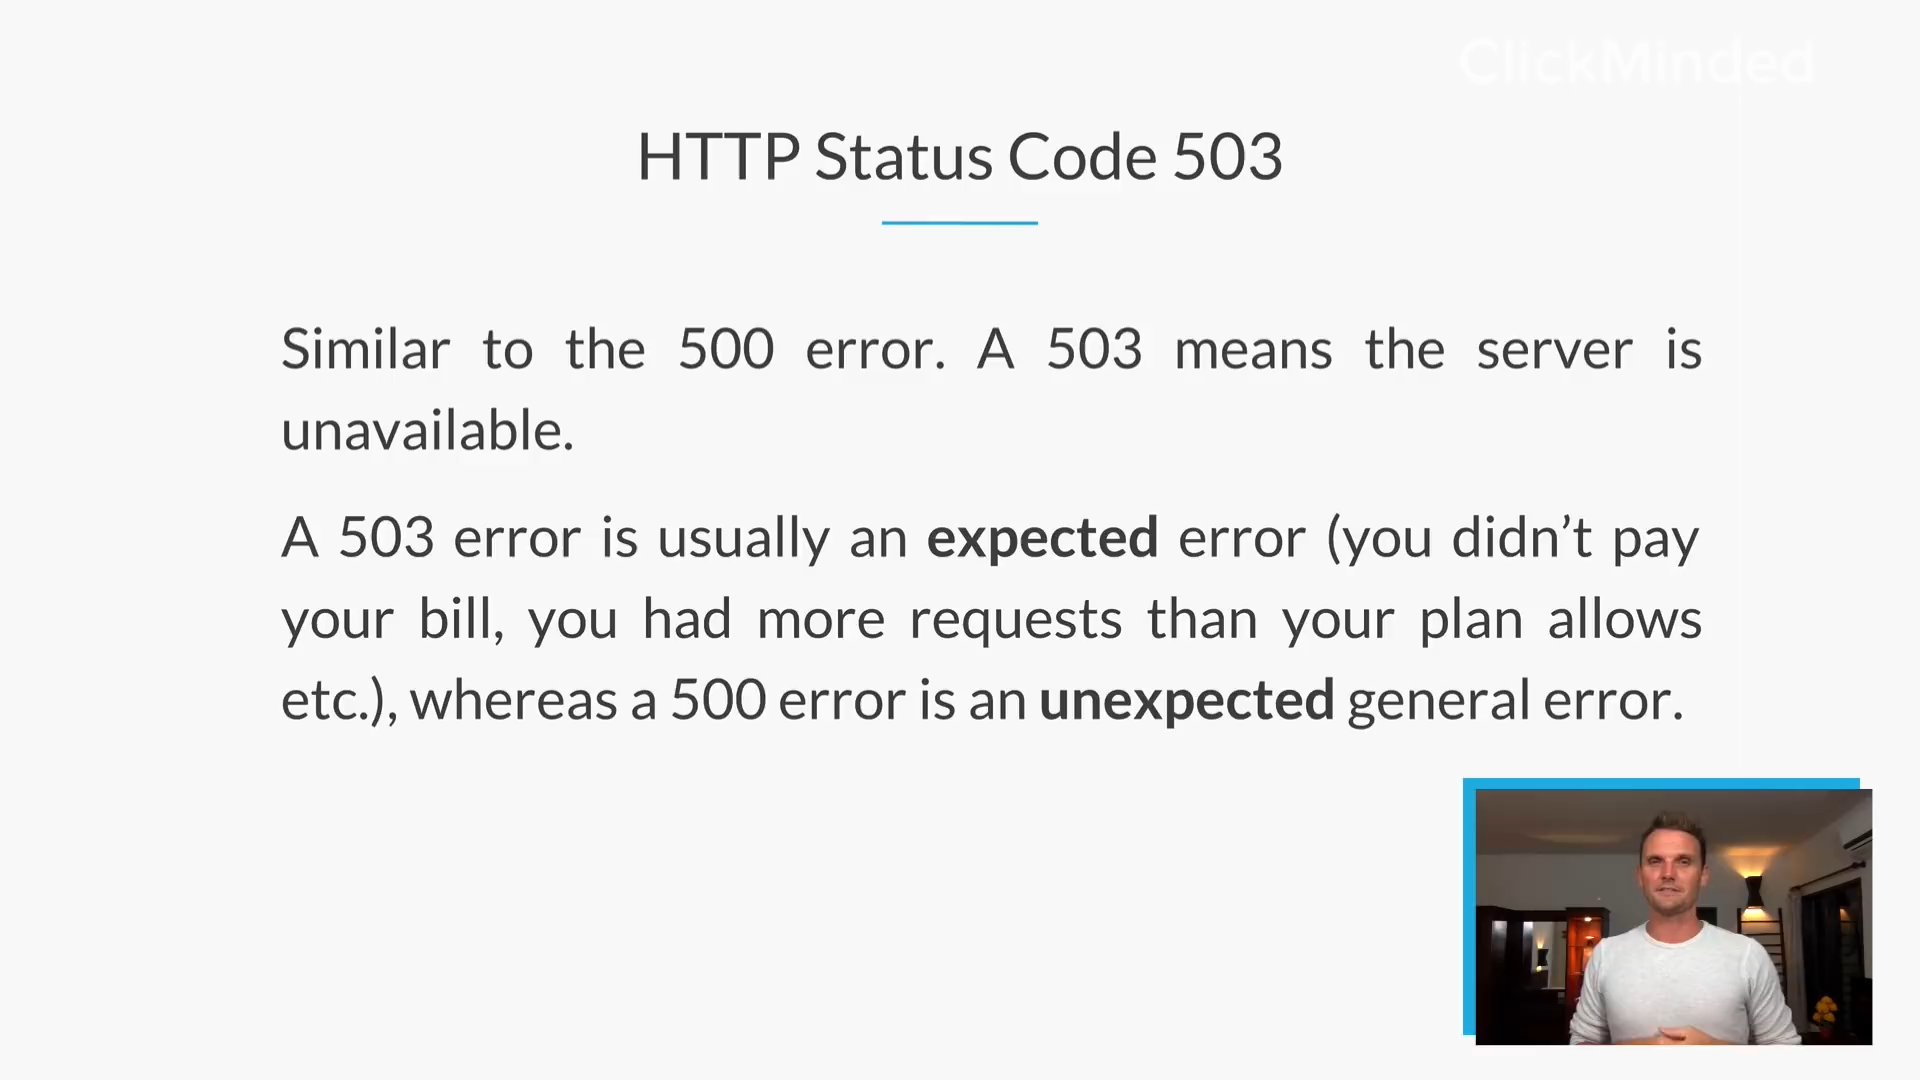 ClickMinded
HTTP Status Code 503
Similar to the 500 error. A 503 means the server is
unavailable.
A 503 error is usually an expected error (you didn’t pay
your bill, you had more requests than your plan allows
etc.), whereas a 500 error is an unexpected general error.